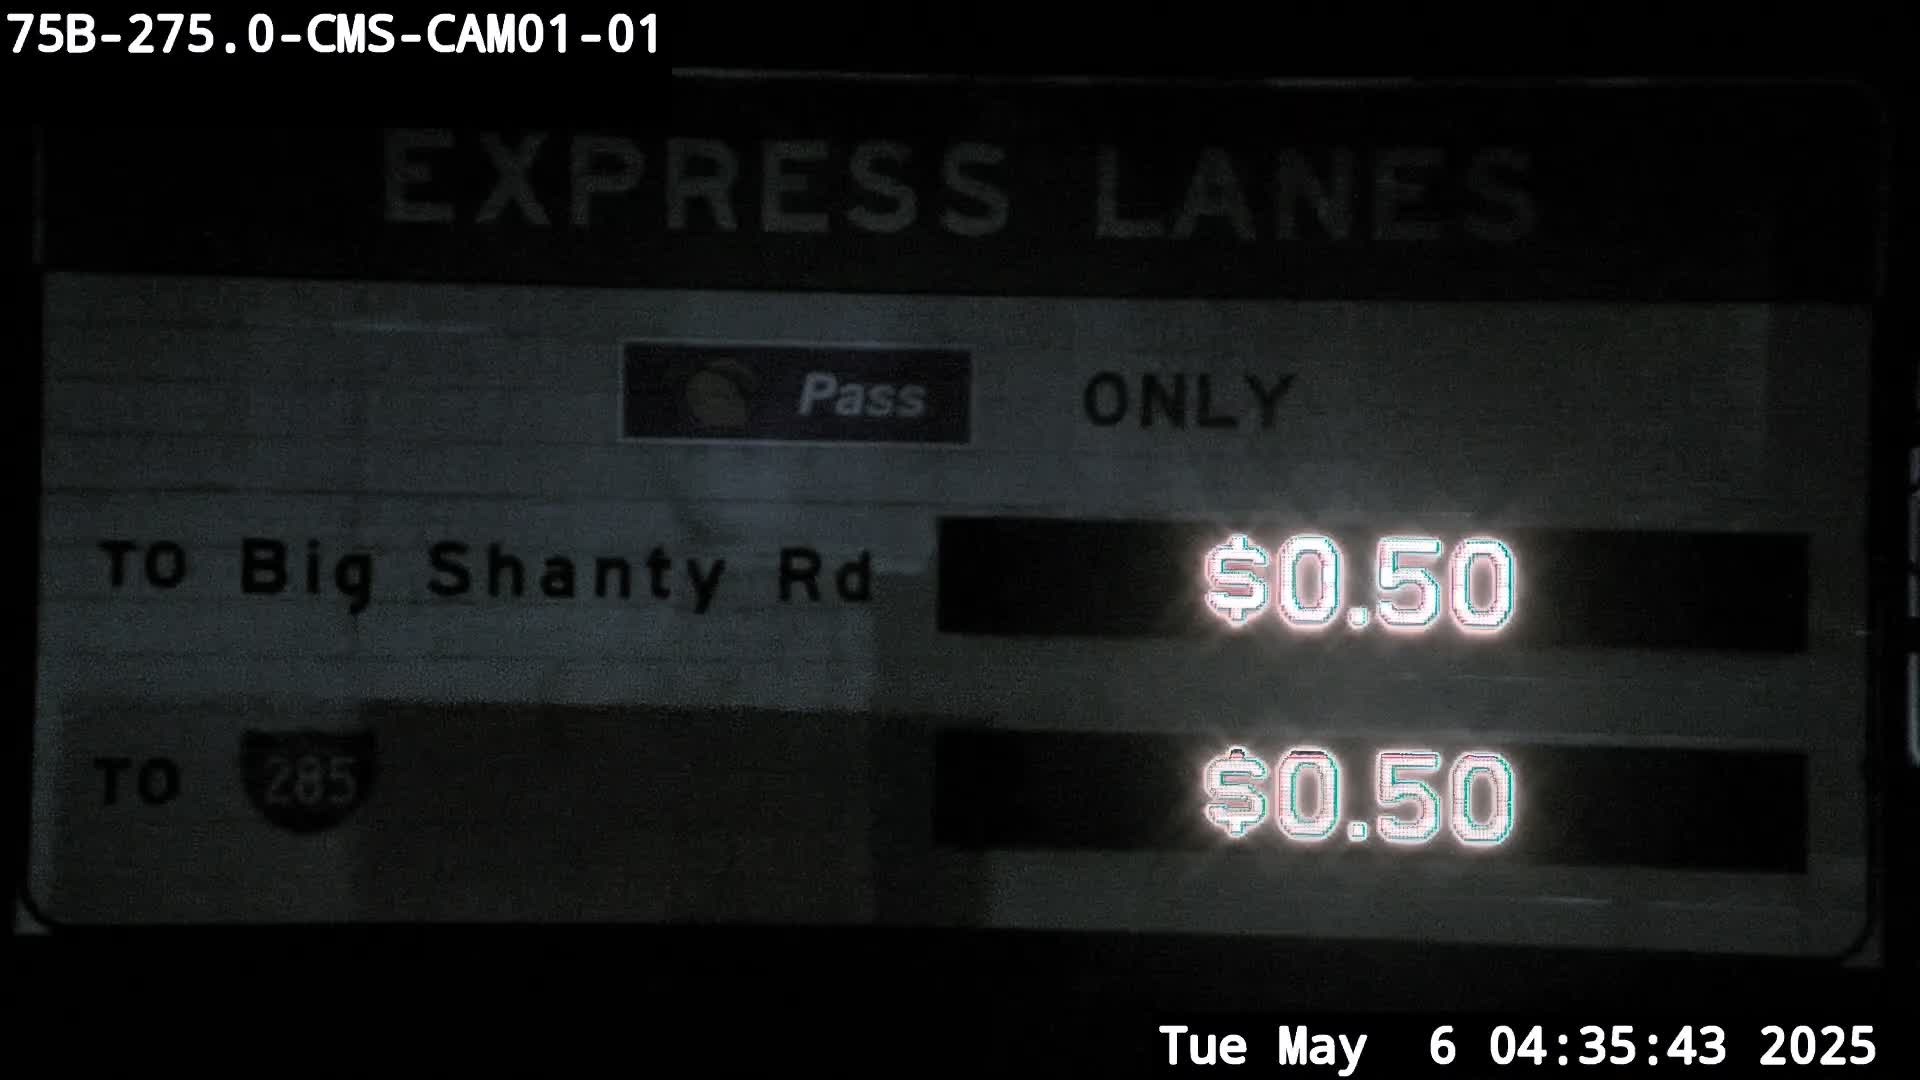 75B-275.0-CMS-CAM01-01
EXPRESS LANES
Pass ONLY
TO Big Shanty Rd $0.50
TO 285 $0.50
Tue May 6 04:35:43 2025